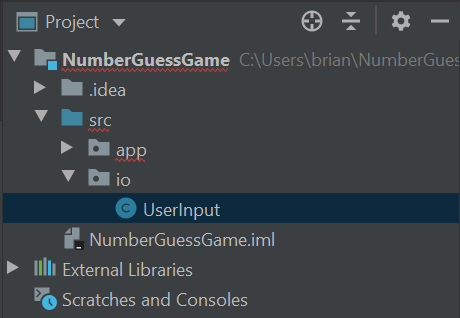 Project
NumberGuessGame C:\Users\brian\NumberGues
.idea
src
app
io
C UserInput
NumberGuessGame.iml
External Libraries
Scratches and Consoles